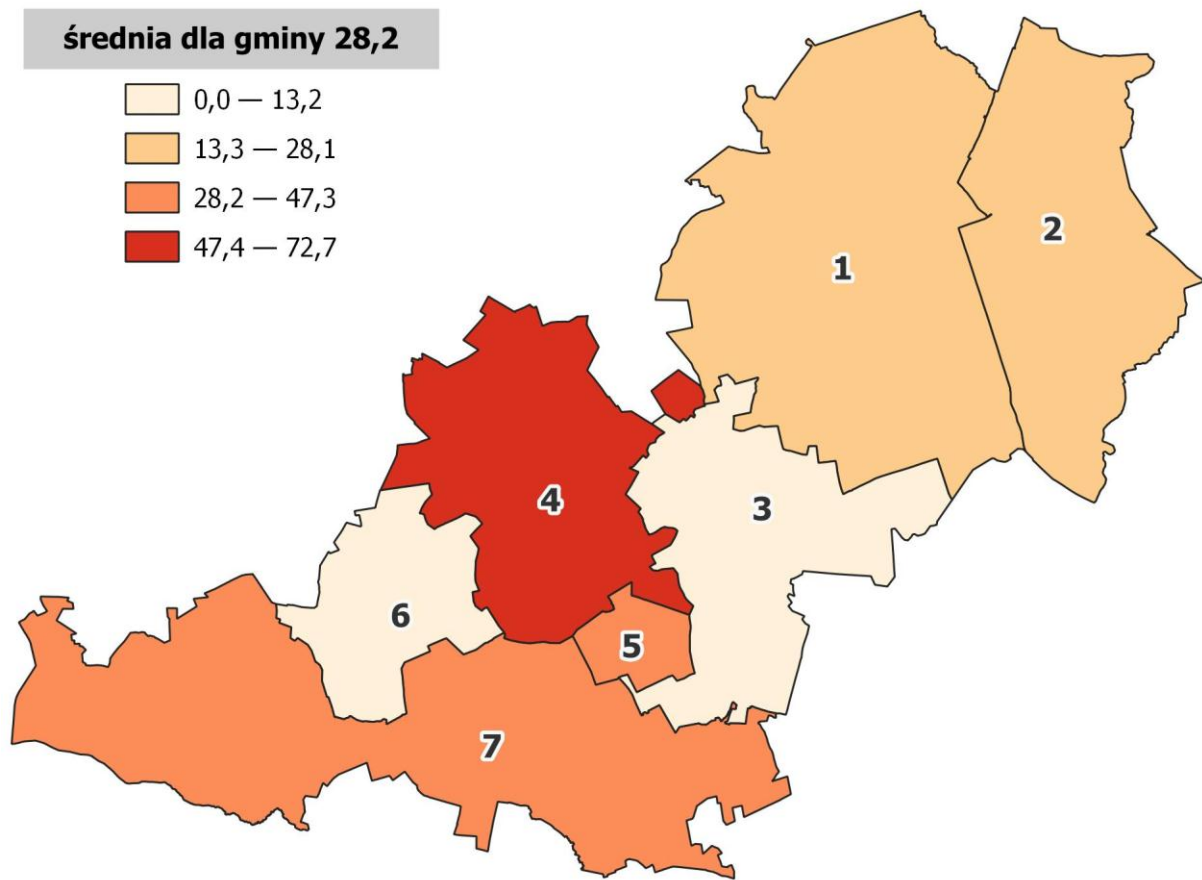 średnia dla gminy 28,2
0,0 — 13,2
13,3 — 28,1
28,2 — 47,3
47,4 — 72,7
1
2
3
4
5
6
7